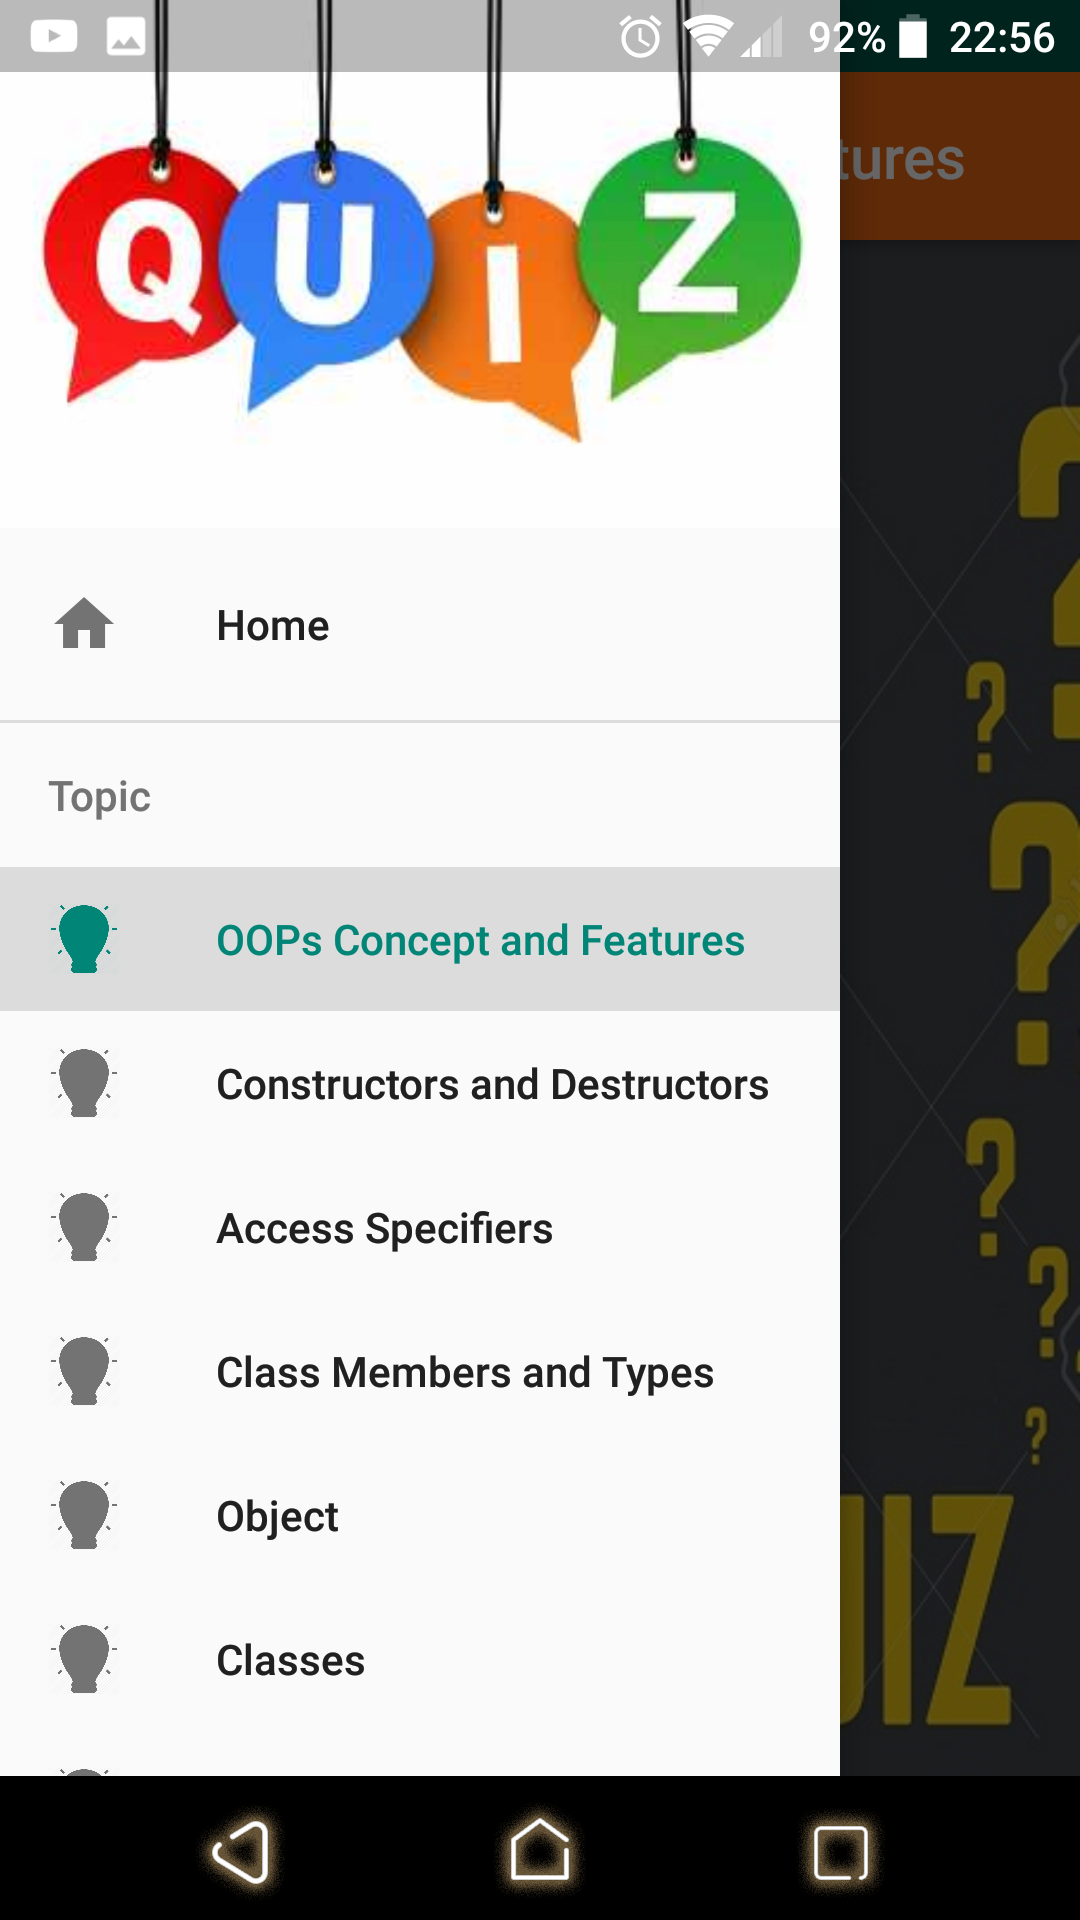 92% 22:56
QUIZ
tures
Home
Topic
OOPs Concept and Features
Constructors and Destructors
Access Specifiers
Class Members and Types
Object
Classes
UIZ